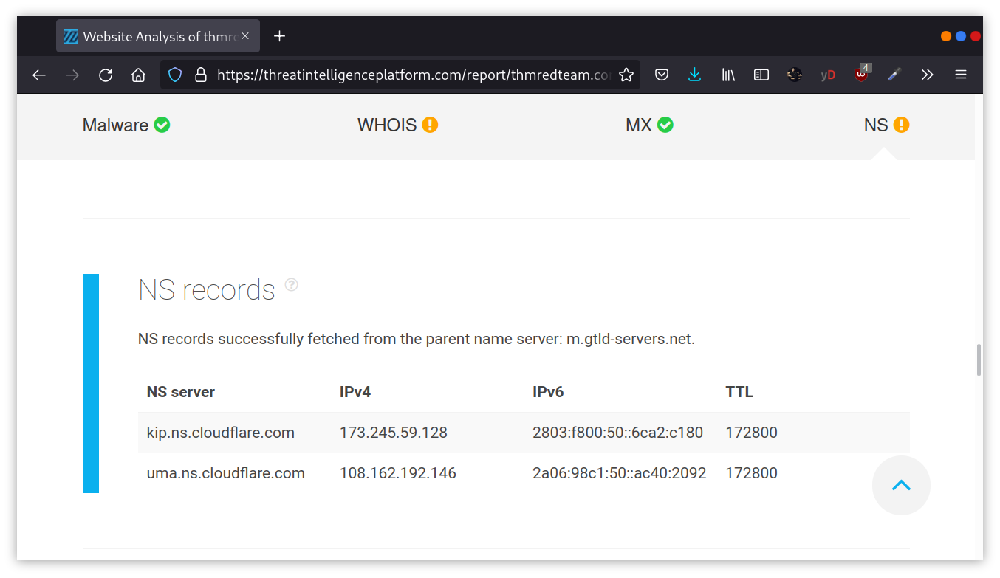 Website Analysis of thmre
https://threatintelligenceplatform.com/report/thmredteam.co
yD
4
Malware
WHOIS
MX
NS
NS records
NS records successfully fetched from the parent name server: m.gtld-servers.net.
NS server IPv4 IPv6 TTL
kip.ns.cloudflare.com 173.245.59.128 2803:f800:50::6ca2:c180 172800
uma.ns.cloudflare.com 108.162.192.146 2a06:98c1:50::ac40:2092 172800